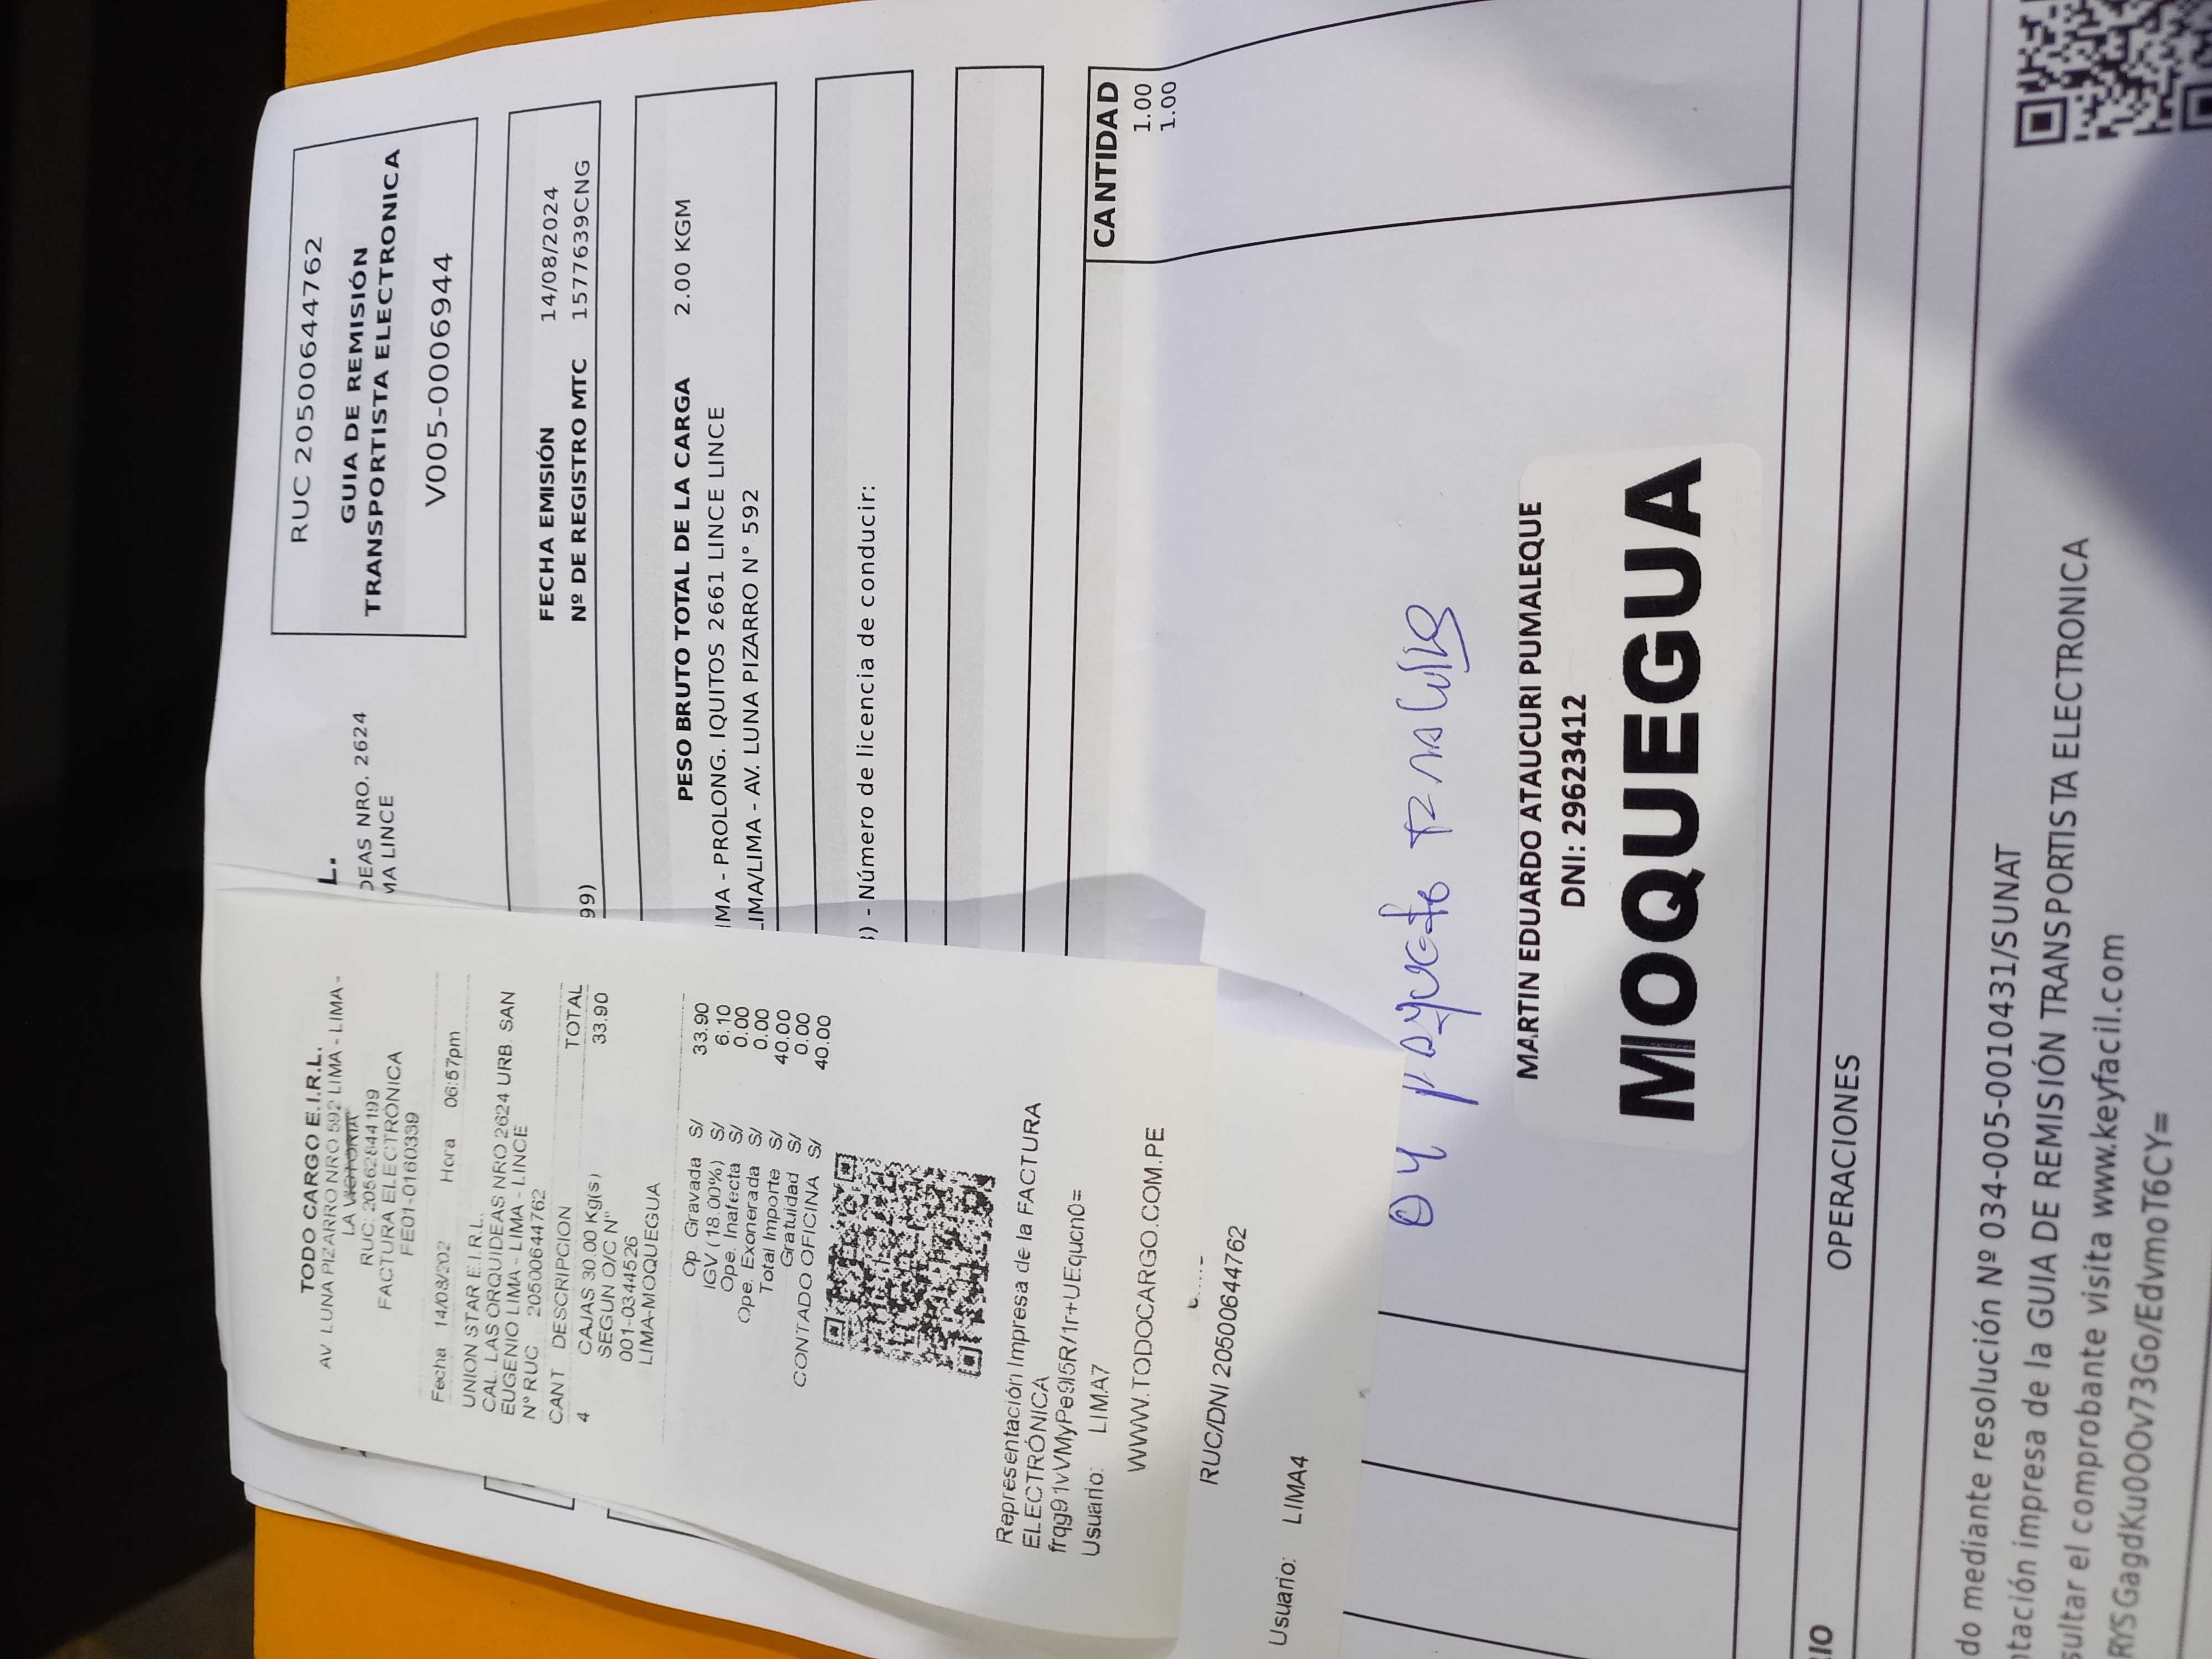 RUC 20500644762
GUIA DE REMISIÓN
TRANSPORTISTA ELECTRONICA
V005-0006944
L.
DEAS NRO. 2624
MA LINCE
FECHA EMISIÓN 14/08/2024
Nº DE REGISTRO MTC 1577639CNG
99)
PESO BRUTO TOTAL DE LA CARGA 2.00 KGM
IMA - PROLONG. IQUITOS 2661 LINCE LINCE
LIMA/LIMA - AV. LUNA PIZARRO N° 592
) - Número de licencia de conducir:
CANTIDAD
1.00
1.00
TODO CARGO E.I.R.L.
AV LUNA PIZARRO NRO 592 LIMA - LIMA -
LA VICTORIA
RUC: 20562844199
FACTURA ELECTRÓNICA
FE01-0160339
Fecha 14/08/202 Hora 06:57pm
UNION STAR E.I.R.L.
CAL. LAS ORQUIDEAS NRO 2624 URB. SAN
EUGENIO LIMA - LIMA - LINCE
N° RUC 20500644762
CANT DESCRIPCION TOTAL
4 CAJAS 30.00 Kg(s) 33.90
SEGUN O/C N°
001-0344526
LIMA-MOQUEGUA
Op Gravada S/ 33.90
IGV (18.00%) S/ 6.10
Ope. Inafecta S/ 0.00
Ope. Exonerada S/ 0.00
Total Importe S/ 40.00
Gratuidad S/ 0.00
CONTADO OFICINA S/ 40.00
Representación Impresa de la FACTURA
ELECTRÓNICA
frqg91vVMyPe9I5R/1r+UEqucn0=
Usuario: LIMA7
WWW.TODOCARGO.COM.PE
RUC/DNI 20500644762
Usuario: LIMA4
04 paquete
MARTIN EDUARDO ATAUCURI PUMALEQUE
DNI: 29623412
MOQUEGUA
IO
OPERACIONES
do mediante resolución Nº 034-005-0010431/SUNAT
ntación impresa de la GUIA DE REMISIÓN TRANSPORTISTA ELECTRONICA
sultar el comprobante visita www.keyfacil.com
RYSGagdKu0OOv73Go/EdvmoT6CY=